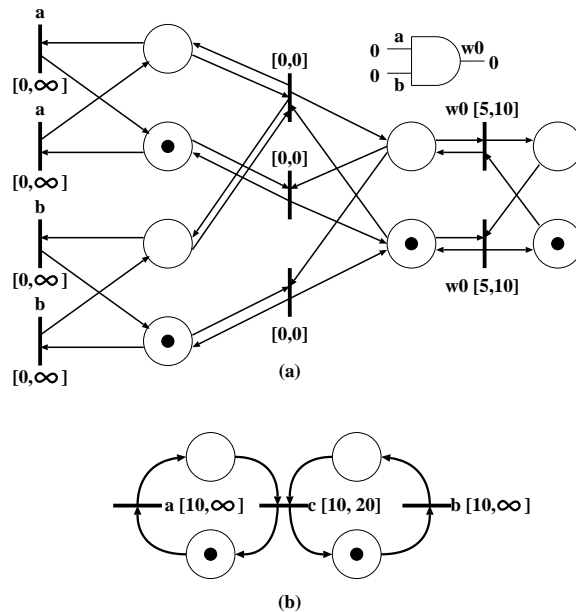 a
[0,∞]
a
[0,∞]
b
[0,∞]
b
[0,∞]
[0,0]
[0,0]
[0,0]
0 a
0 b
w0 0
w0 [5,10]
w0 [5,10]
(a)
a [10,∞]
c [10, 20]
b [10,∞]
(b)